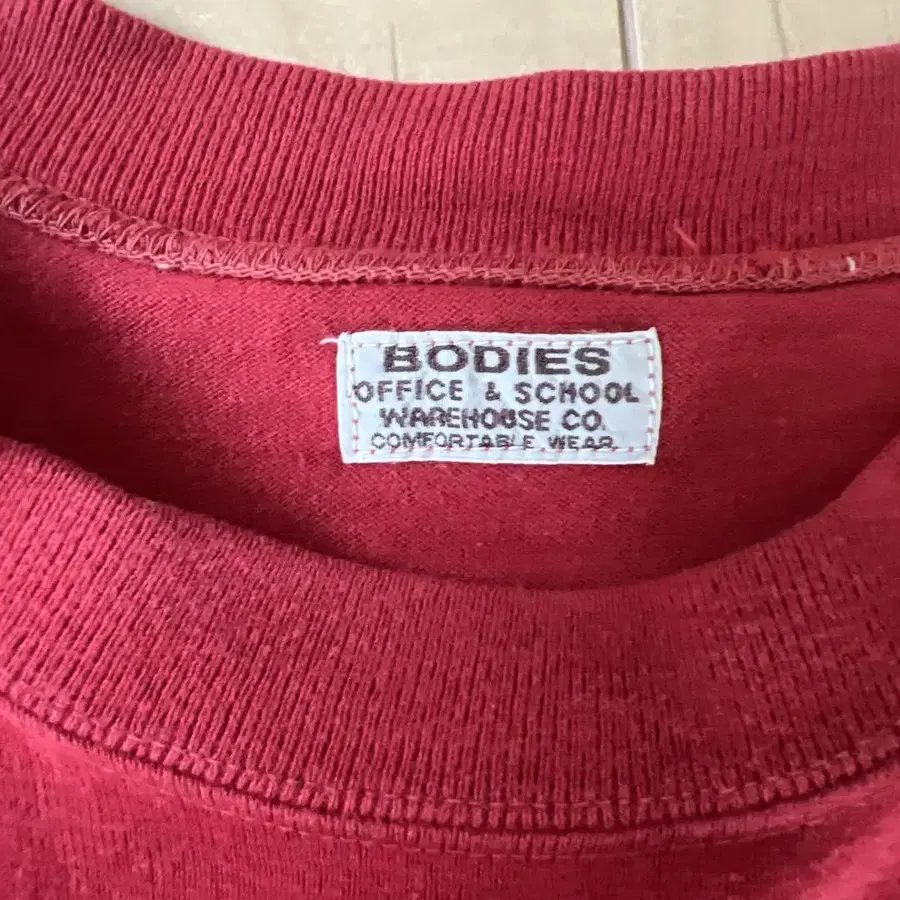 BODIES
OFFICE & SCHOOL
WAREHOUSE CO.
COMFORTABLE WEAR